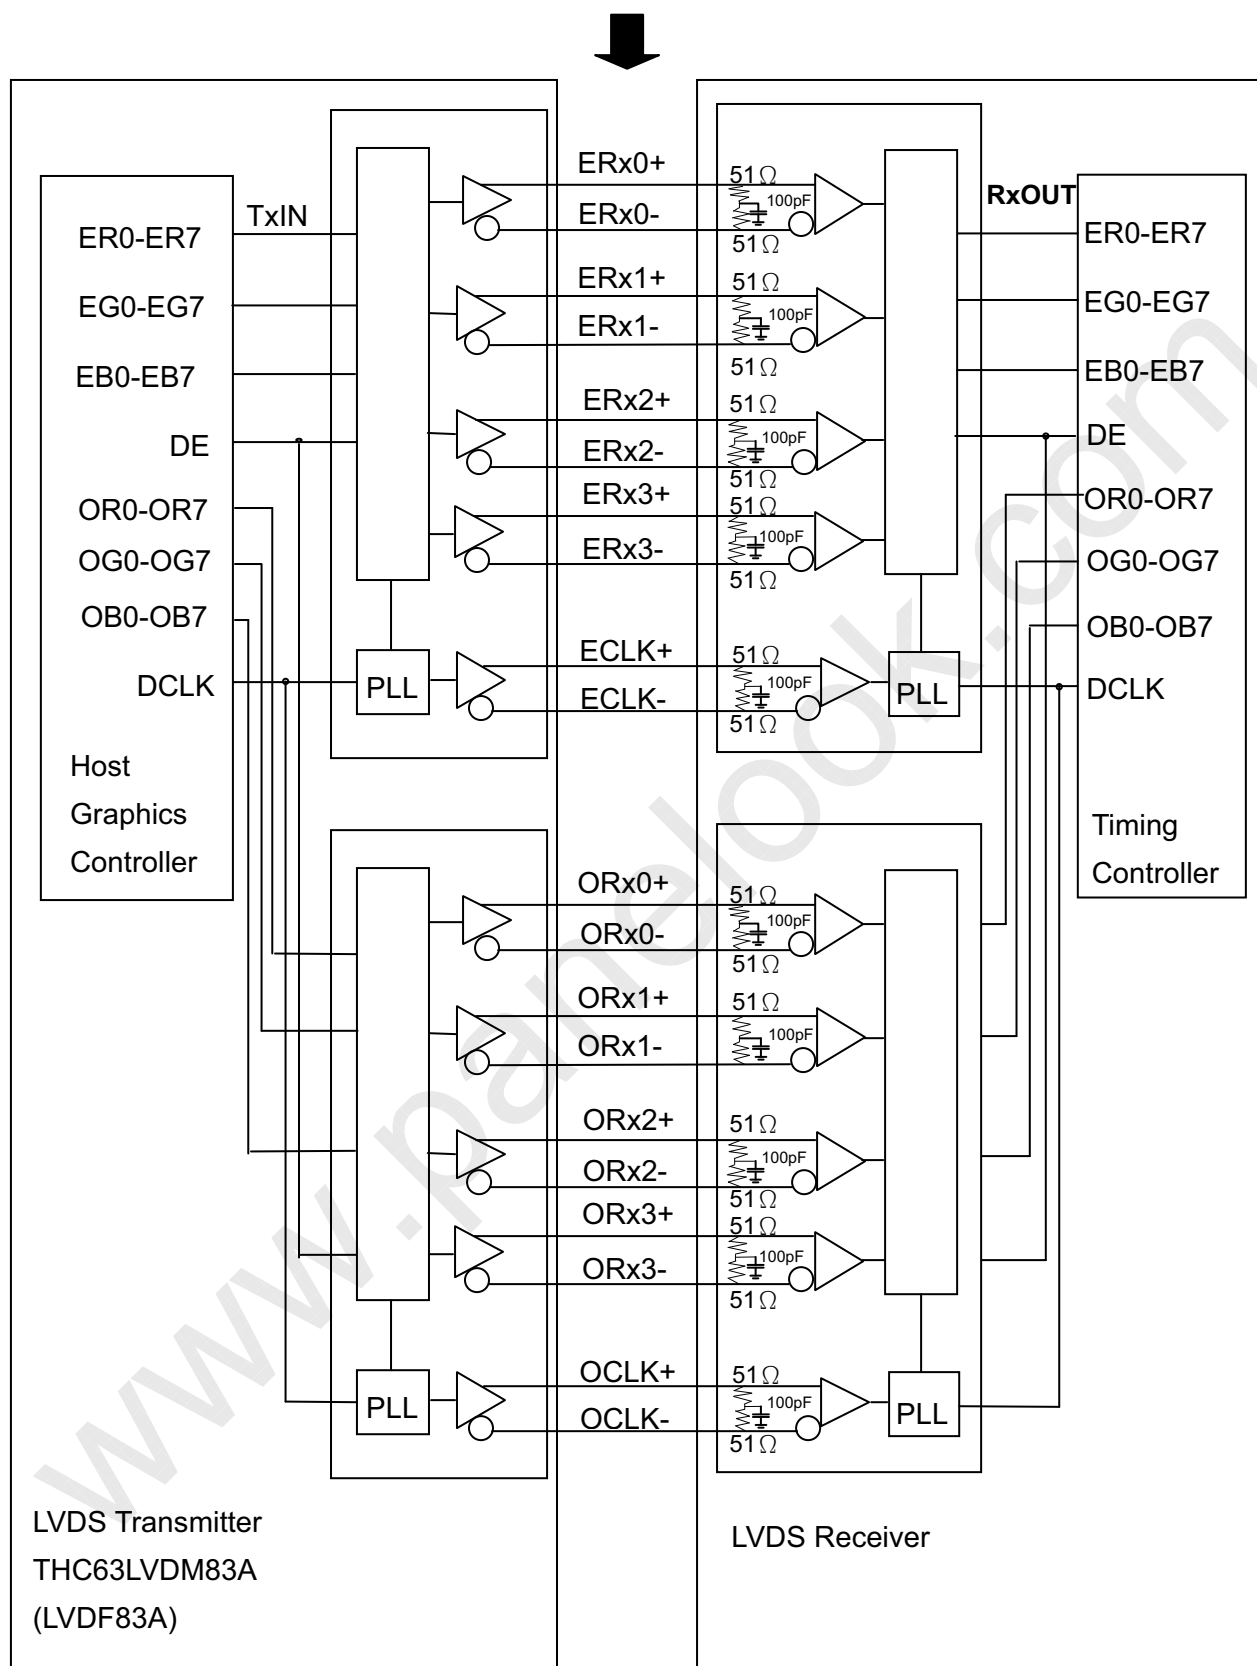 TxIN
ER0-ER7
EG0-EG7
EB0-EB7
DE
OR0-OR7
OG0-OG7
OB0-OB7
DCLK
Host
Graphics
Controller
PLL
PLL
ERx0+
ERx0-
ERx1+
ERx1-
ERx2+
ERx2-
ERx3+
ERx3-
ECLK+
ECLK-
ORx0+
ORx0-
ORx1+
ORx1-
ORx2+
ORx2-
ORx3+
ORx3-
OCLK+
OCLK-
51Ω
100pF
51Ω
51Ω
100pF
51Ω
51Ω
100pF
51Ω
51Ω
100pF
51Ω
51Ω
100pF
51Ω
PLL
51Ω
100pF
51Ω
51Ω
100pF
51Ω
51Ω
100pF
51Ω
51Ω
100pF
51Ω
51Ω
100pF
51Ω
PLL
RxOUT
ER0-ER7
EG0-EG7
EB0-EB7
DE
OR0-OR7
OG0-OG7
OB0-OB7
DCLK
Timing
Controller
LVDS Transmitter
THC63LVDM83A
(LVDF83A)
LVDS Receiver
www.panelook.com